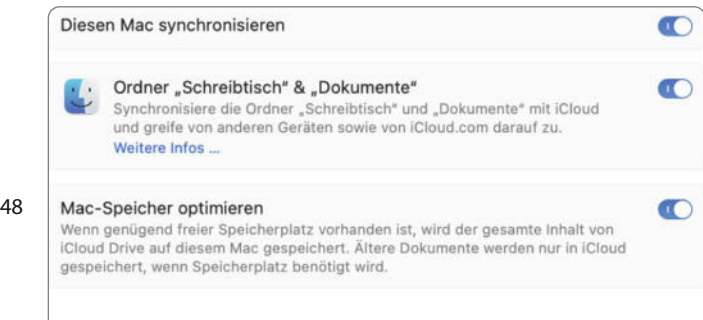 Diesen Mac synchronisieren
Ordner „Schreibtisch" & „Dokumente"
Synchronisiere die Ordner „Schreibtisch" und „Dokumente" mit iCloud
und greife von anderen Geräten sowie von iCloud.com darauf zu.
Weitere Infos ...
48
Mac-Speicher optimieren
Wenn genügend freier Speicherplatz vorhanden ist, wird der gesamte Inhalt von
iCloud Drive auf diesem Mac gespeichert. Ältere Dokumente werden nur in iCloud
gespeichert, wenn Speicherplatz benötigt wird.